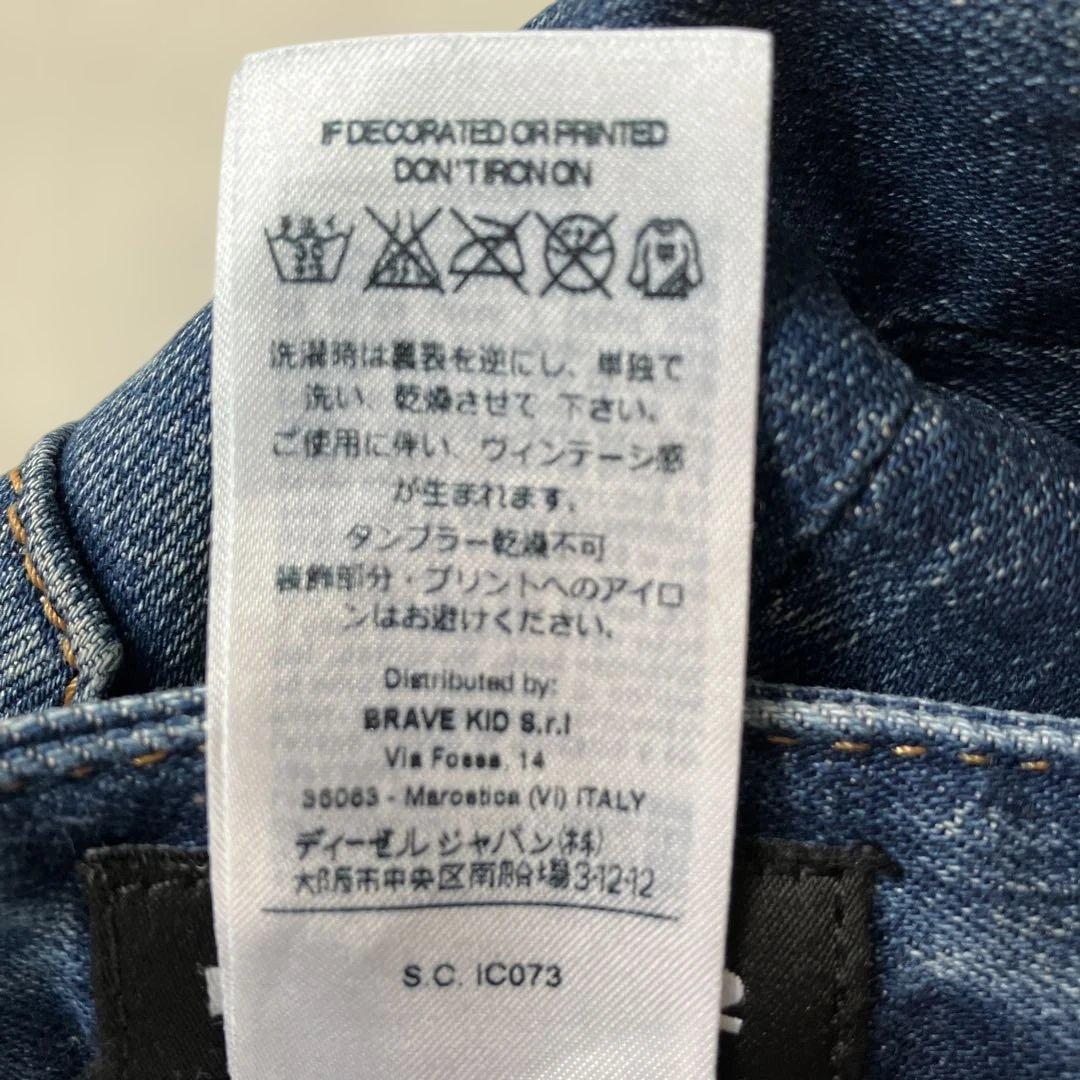 IF DECORATED OR PRINTED
DON'T IRON ON
洗濯時は裏表を逆にし、単独で
洗い、乾燥させて 下さい。
ご使用に伴い、ヴィンテーシ感
が生まれます。
タンブラー乾燥不可
装飾部分・プリントへのアイロ
ンはお避けください。
Distributed by:
BRAVE KID S.r.l
Via Fossa, 14
36063 - Marostica (VI) ITALY
ディーゼル ジャパン(株)
大阪市中央区南船場3-12-12
S.C. IC073